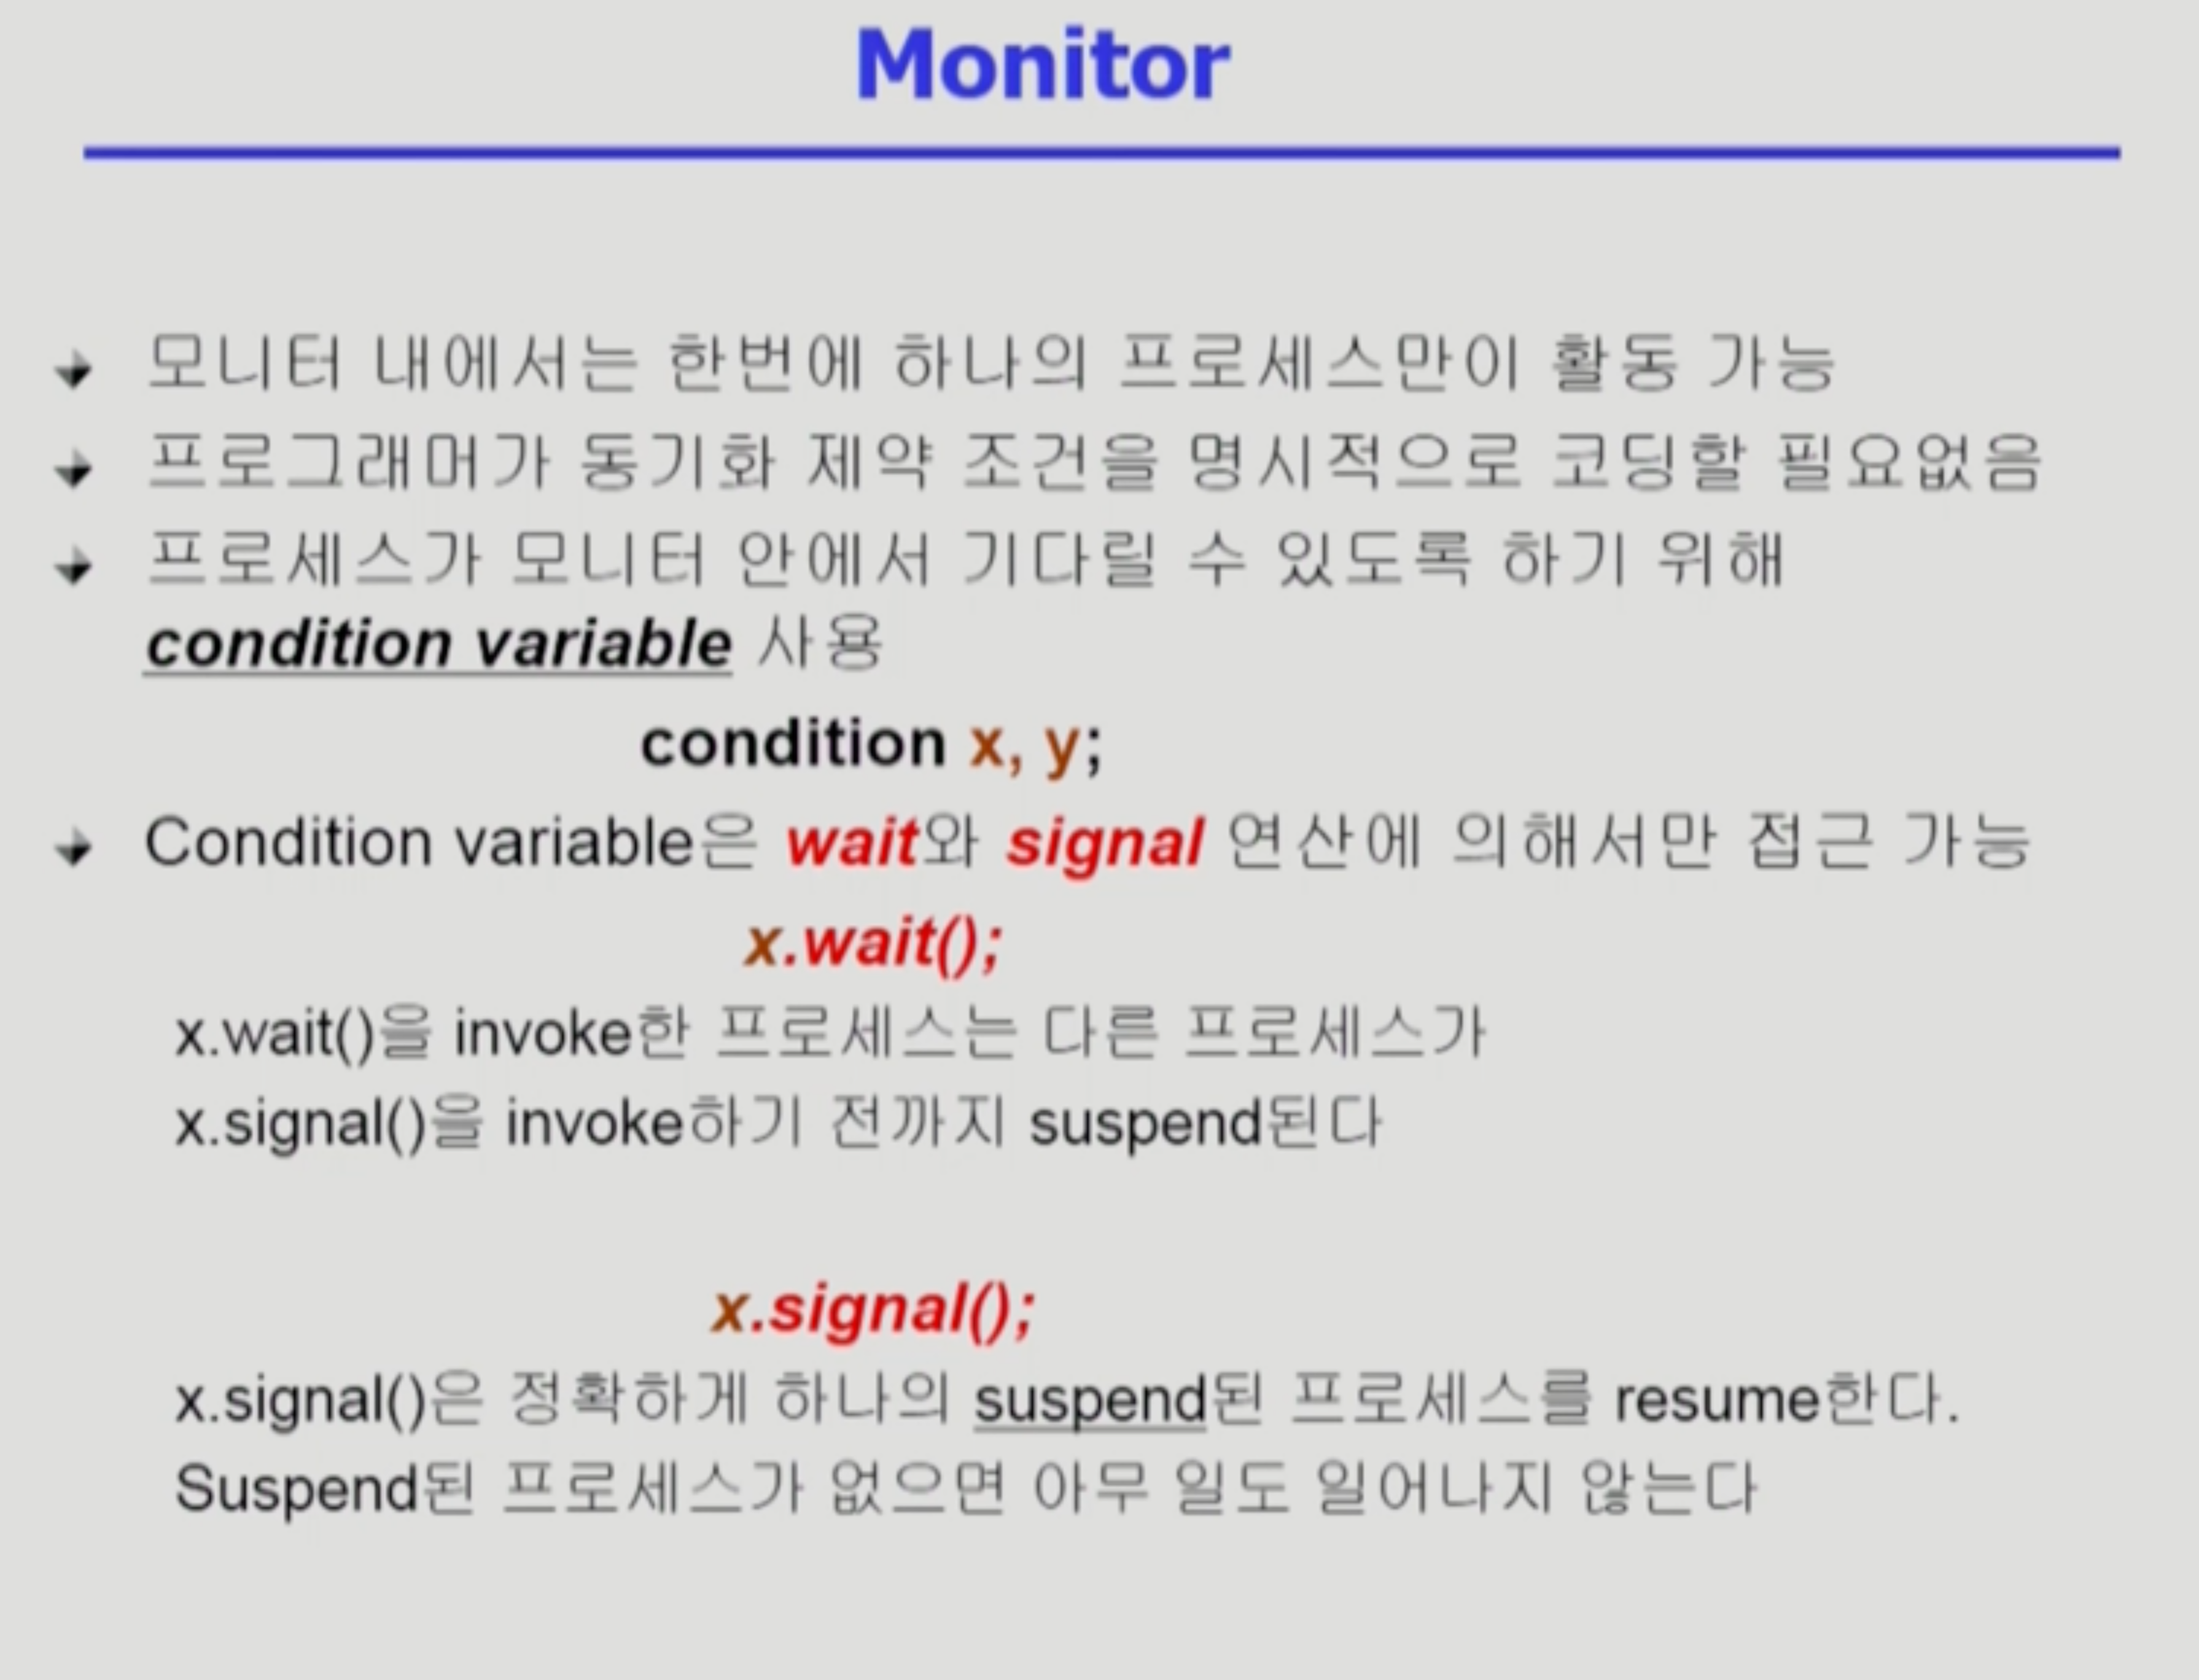 Monitor
모니터 내에서는 한번에 하나의 프로세스만이 활동 가능
프로그래머가 동기화 제약 조건을 명시적으로 코딩할 필요없음
프로세스가 모니터 안에서 기다릴 수 있도록 하기 위해
condition variable 사용
condition x, y;
Condition variable은 wait와 signal 연산에 의해서만 접근 가능
x.wait();
x.wait()을 invoke한 프로세스는 다른 프로세스가
x.signal()을 invoke하기 전까지 suspend된다
x.signal();
x.signal()은 정확하게 하나의 suspend된 프로세스를 resume한다.
Suspend된 프로세스가 없으면 아무 일도 일어나지 않는다